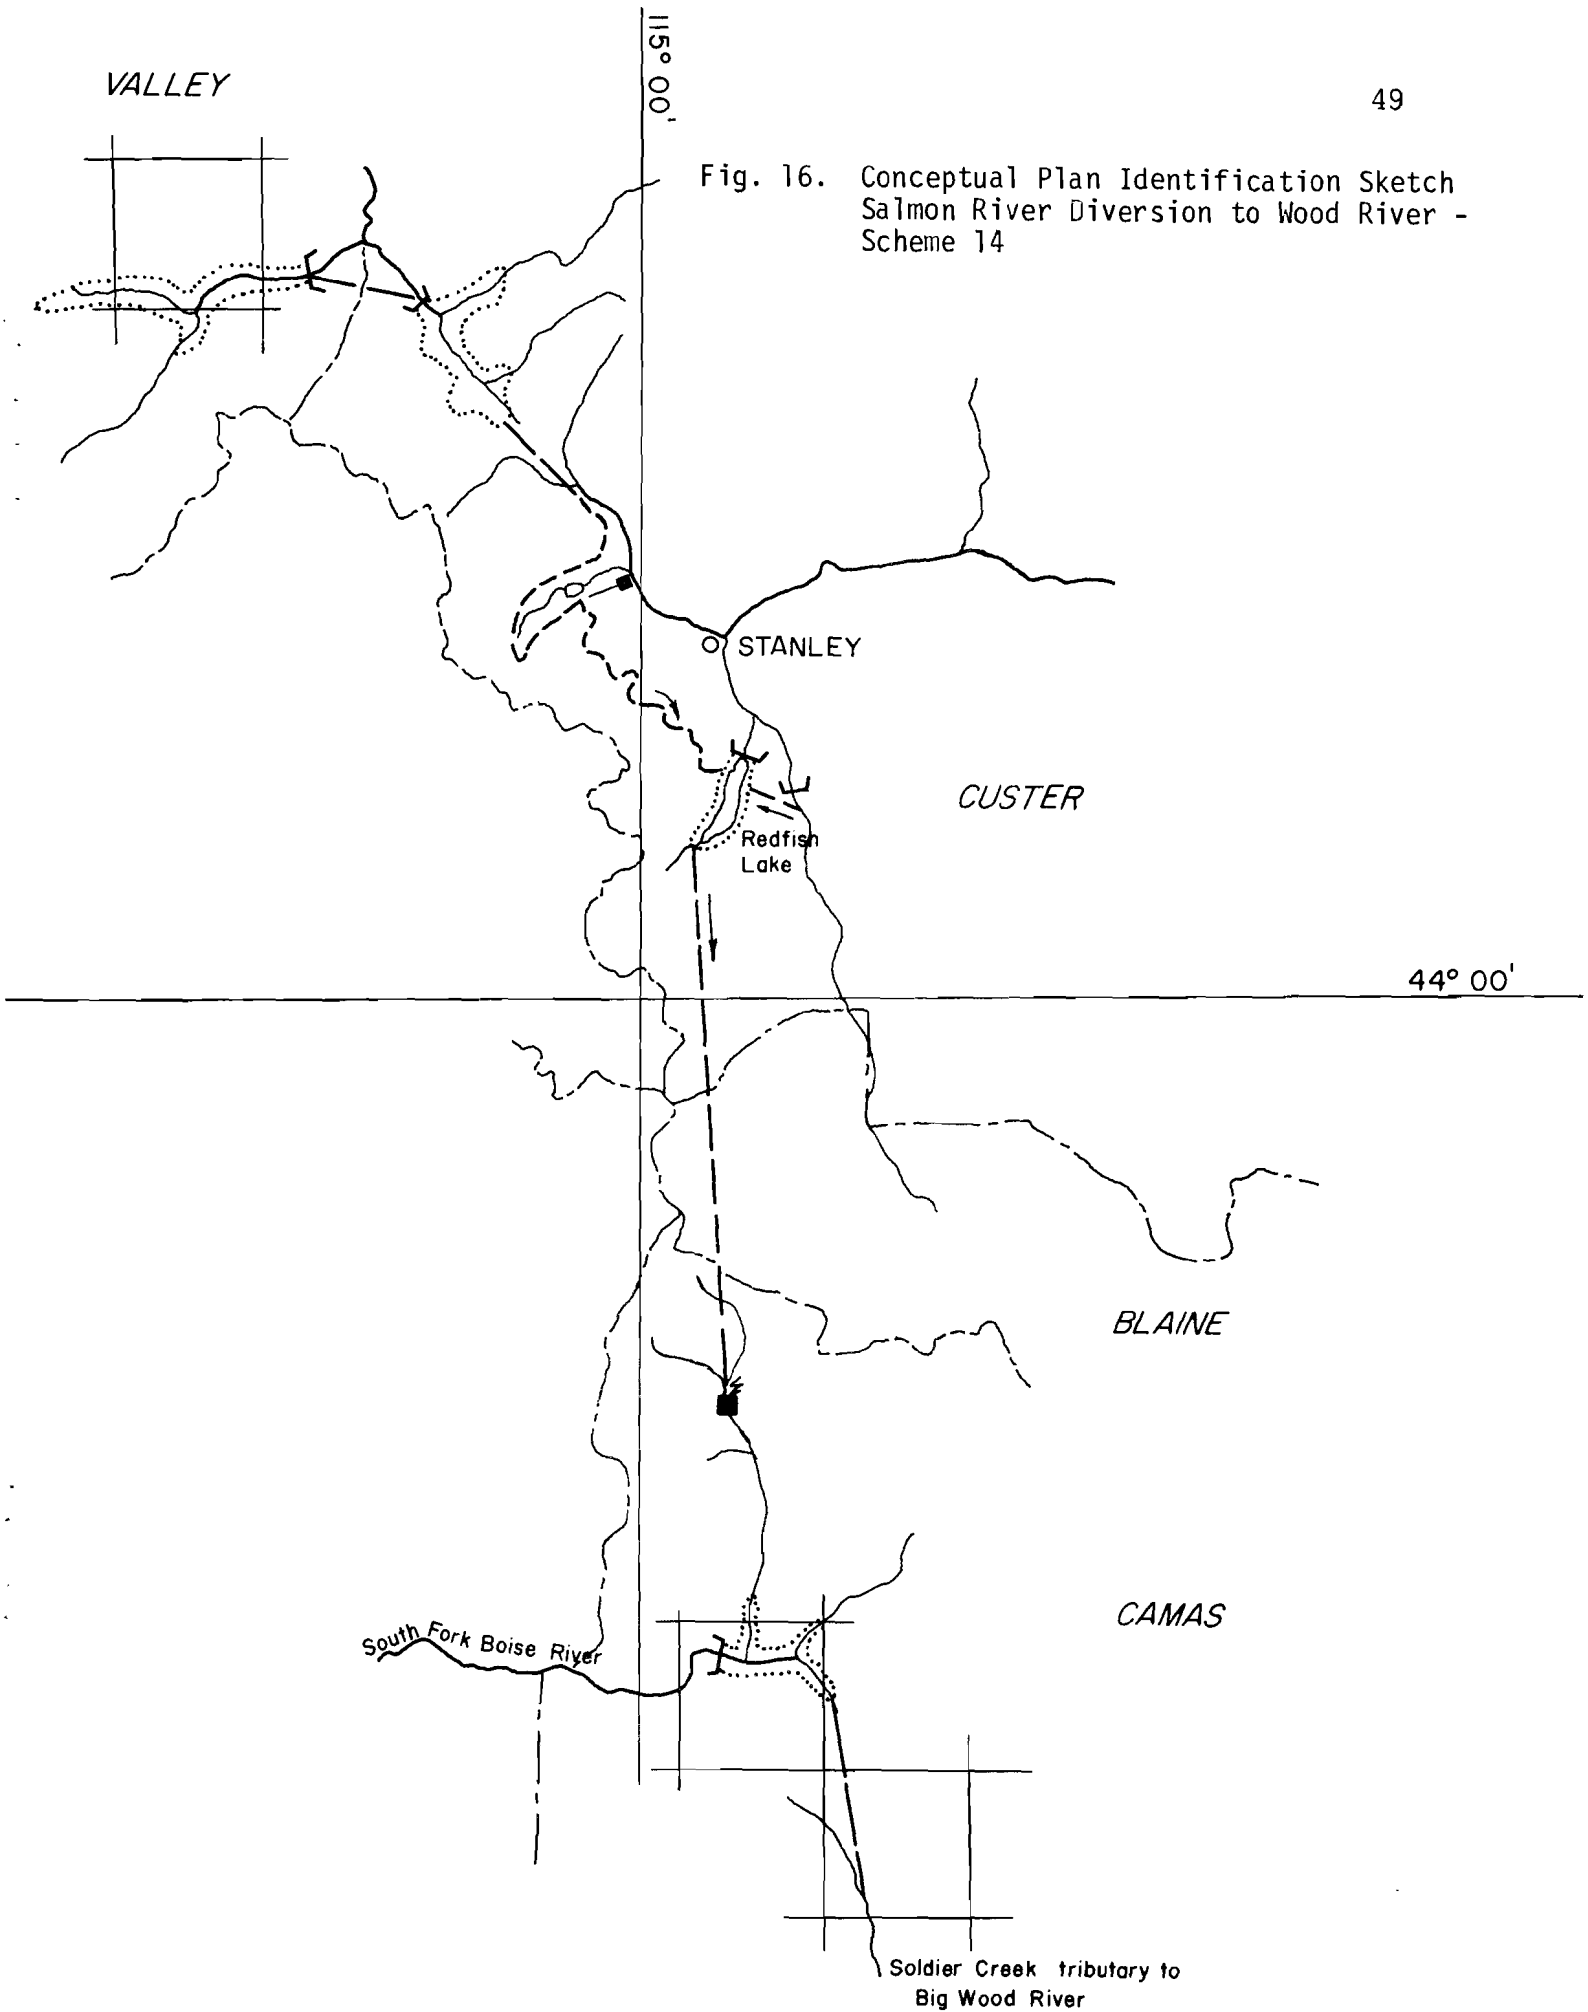 115° 00'
VALLEY
49
Fig. 16. Conceptual Plan Identification Sketch
Salmon River Diversion to Wood River -
Scheme 14
STANLEY
CUSTER
Redfish
Lake
44° 00'
BLAINE
CAMAS
South Fork Boise River
Soldier Creek tributary to
Big Wood River